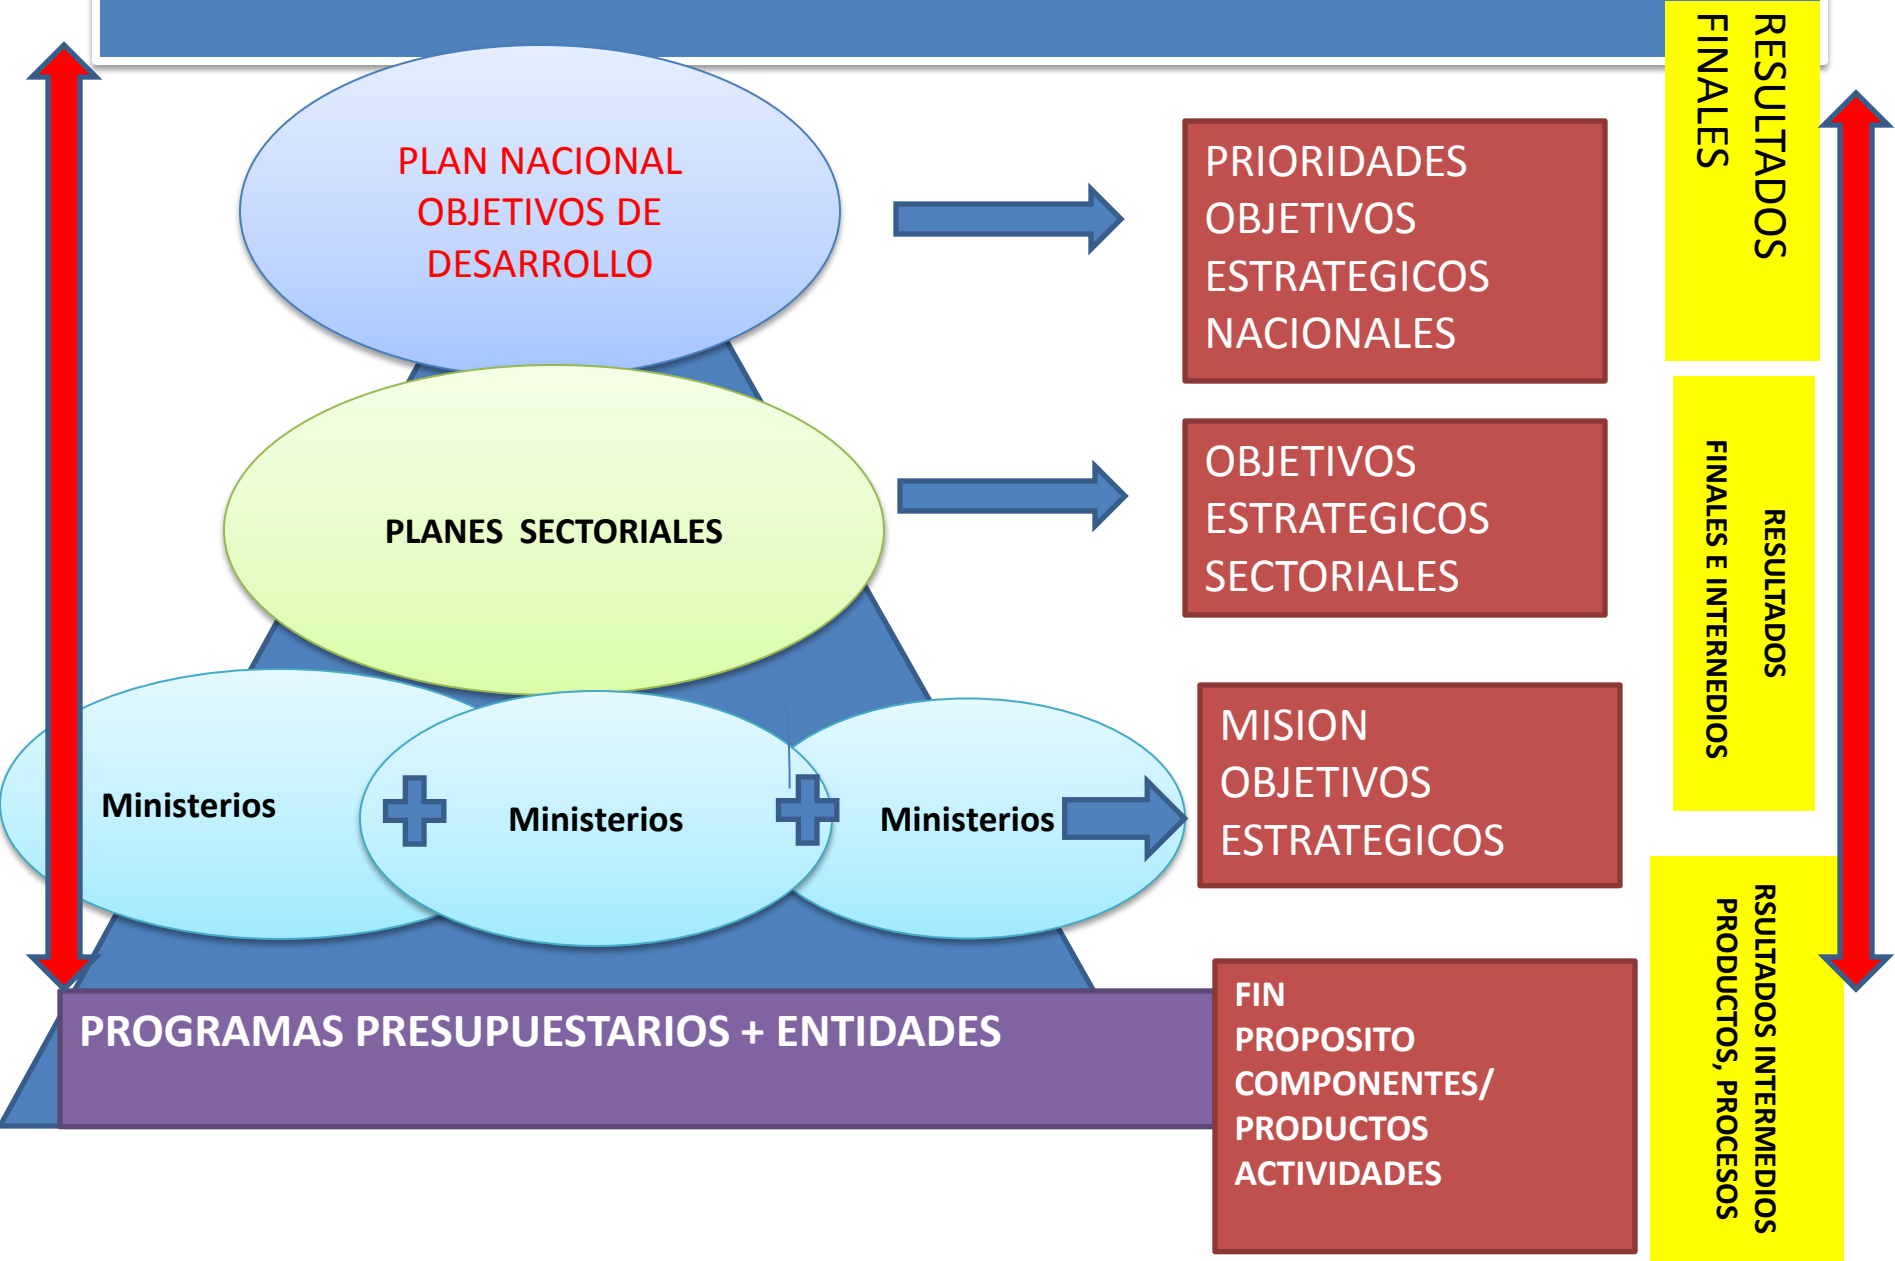 PLAN NACIONAL
OBJETIVOS DE
DESARROLLO
PRIORIDADES
OBJETIVOS
ESTRATEGICOS
NACIONALES
RESULTADOS
FINALES
PLANES  SECTORIALES
OBJETIVOS
ESTRATEGICOS
SECTORIALES
RESULTADOS
FINALES E INTERNEDIOS
Ministerios
Ministerios
Ministerios
MISION
OBJETIVOS
ESTRATEGICOS
PROGRAMAS PRESUPUESTARIOS + ENTIDADES
FIN
PROPOSITO
COMPONENTES/
PRODUCTOS
ACTIVIDADES
RSULTADOS INTERMEDIOS
PRODUCTOS, PROCESOS